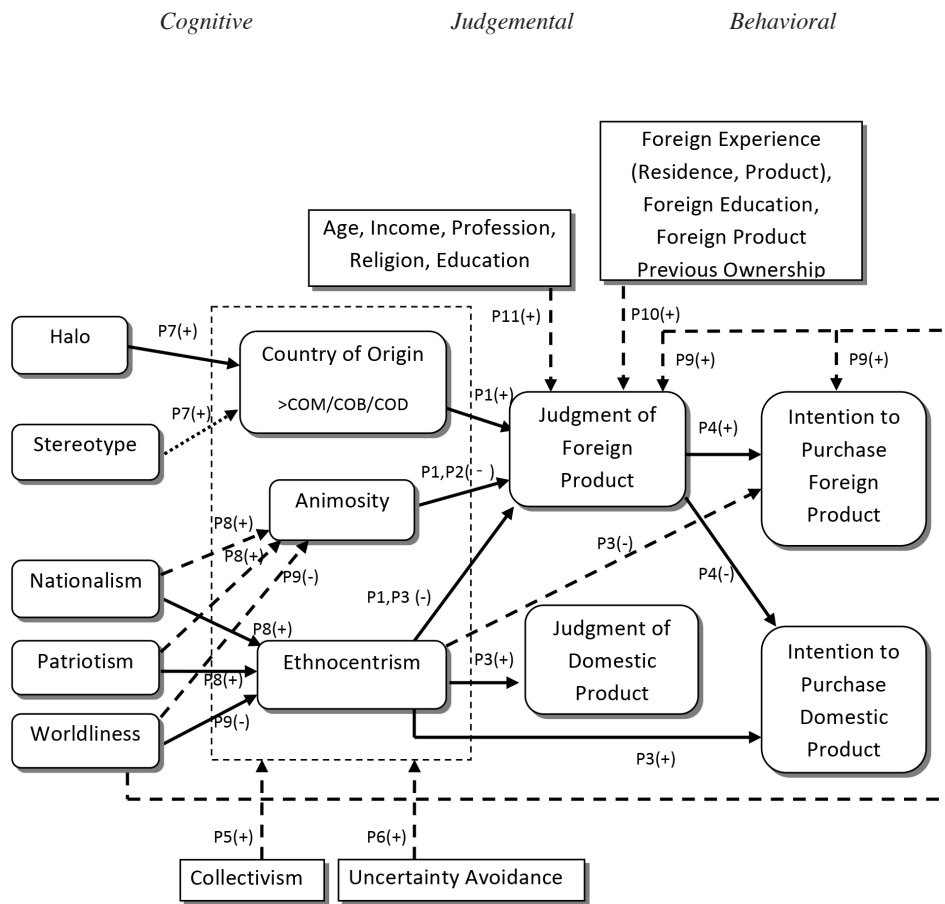 Cognitive
Judgemental
Behavioral
Foreign Experience
(Residence, Product),
Foreign Education,
Foreign Product
Previous Ownership
Age, Income, Profession,
Religion, Education
P11(+)
P10(+)
Halo
P7(+)
Country of Origin
>COM/COB/COD
P9(+)
P9(+)
P7(+)
P1(+)
Stereotype
Judgment of
Foreign
Product
P4(+)
Intention to
Purchase
Foreign
Product
P1,P2( - )
Animosity
P8(+)
P8(+)
P9(-)
P3(-)
Nationalism
P1,P3 (-)
P4(-)
P8(+)
Patriotism
Ethnocentrism
P3(+)
Judgment of
Domestic
Product
Intention to
Purchase
Domestic
Product
P8(+)
Worldliness
P9(-)
P3(+)
P5(+)
P6(+)
Collectivism
Uncertainty Avoidance